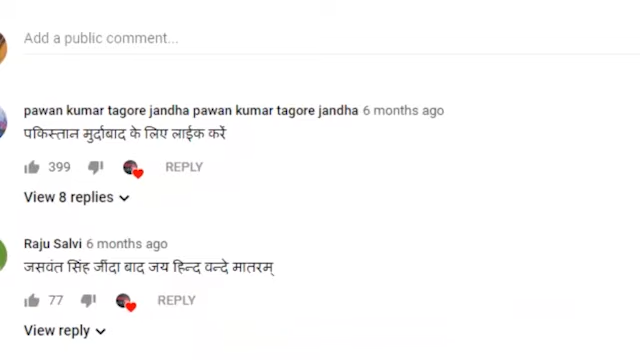 Add a public comment...
pawan kumar tagore jandha pawan kumar tagore jandha 6 months ago
पकिस्तान मुर्दाबाद के लिए लाईक करें
399 REPLY
View 8 replies
Raju Salvi 6 months ago
जसवंत सिंह जींदा बाद जय हिन्द वन्दे मातरम्
77 REPLY
View reply